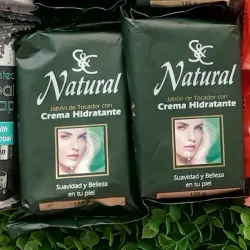 S&C
Natural
Jabón de Tocador con
Crema Hidratante
Suavidad y Belleza
en tu piel
125 g
S&C
Natural
Jabón de Tocador con
Crema Hidratante
Suavidad y Belleza
en tu piel